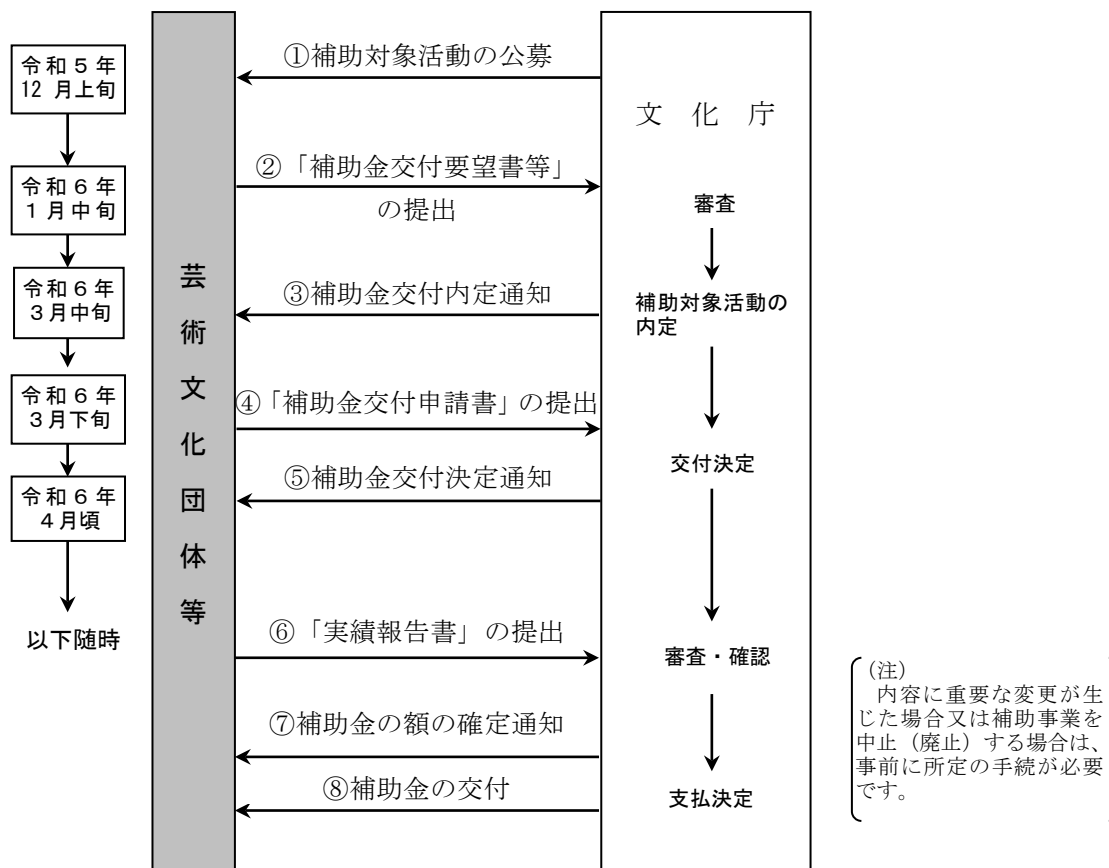 令和５年
12 月上旬
令和６年
１月中旬
令和６年
３月中旬
令和６年
３月下旬
令和６年
４月頃
以下随時
芸術文化団体等
①補助対象活動の公募
②「補助金交付要望書等」
の提出
③補助金交付内定通知
④「補助金交付申請書」の提出
⑤補助金交付決定通知
⑥「実績報告書」の提出
⑦補助金の額の確定通知
⑧補助金の交付
文 化 庁
審査
補助対象活動の
内定
交付決定
審査・確認
支払決定
（注）
内容に重要な変更が生
じた場合又は補助事業を
中止（廃止）する場合は、
事前に所定の手続が必要
です。